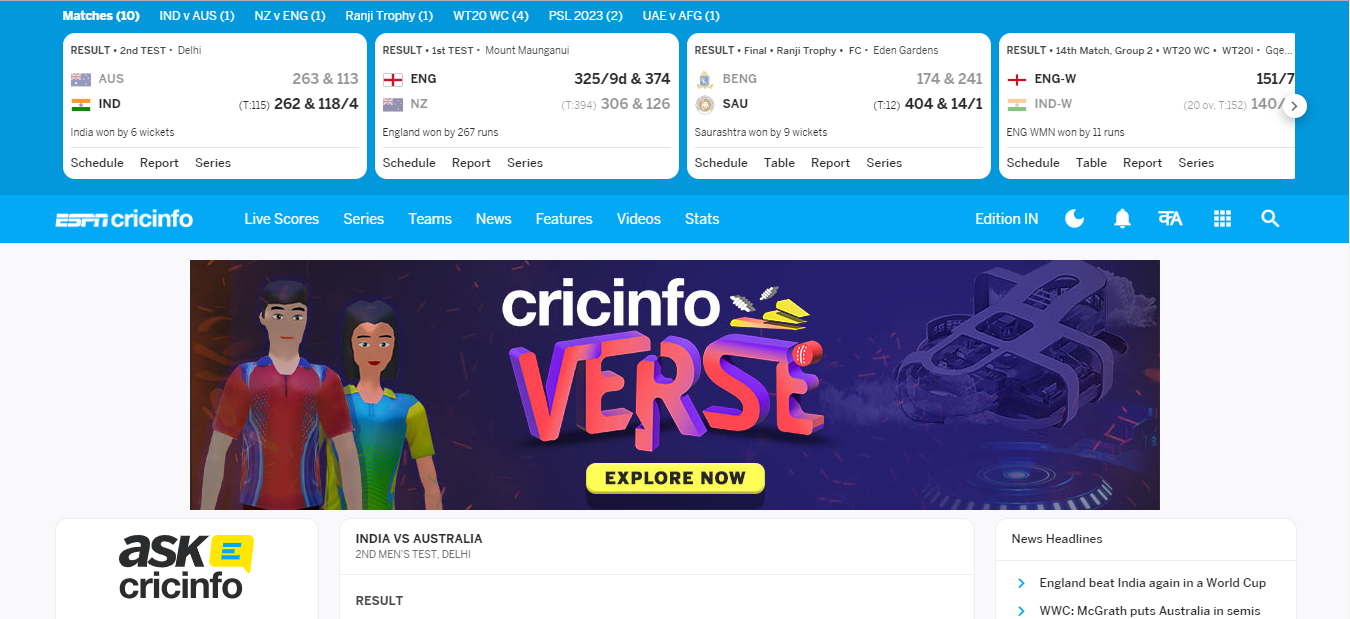 Matches (10) IND v AUS (1) NZ v ENG (1) Ranji Trophy (1) WT20 WC (4) PSL 2023 (2) UAE v AFG (1)
RESULT • 2nd TEST • Delhi
AUS 263 & 113
IND (T:115) 262 & 118/4
India won by 6 wickets
Schedule Report Series
RESULT • 1st TEST • Mount Maunganui
ENG 325/9d & 374
NZ (T:394) 306 & 126
England won by 267 runs
Schedule Report Series
RESULT • Final • Ranji Trophy • FC • Eden Gardens
BENG 174 & 241
SAU (T:12) 404 & 14/1
Saurashtra won by 9 wickets
Schedule Table Report Series
RESULT • 14th Match, Group 2 • WT20 WC • WT20I • Gqe...
ENG-W 151/7
IND-W (20 ov, T:152) 140/
ENG WMN won by 11 runs
Schedule Table Report Series
ESPN cricinfo Live Scores Series Teams News Features Videos Stats Edition IN कA
cricinfo
VERSE
EXPLORE NOW
ask E
cricinfo
INDIA VS AUSTRALIA
2ND MEN'S TEST, DELHI
RESULT
News Headlines
England beat India again in a World Cup
WWC: McGrath puts Australia in semis